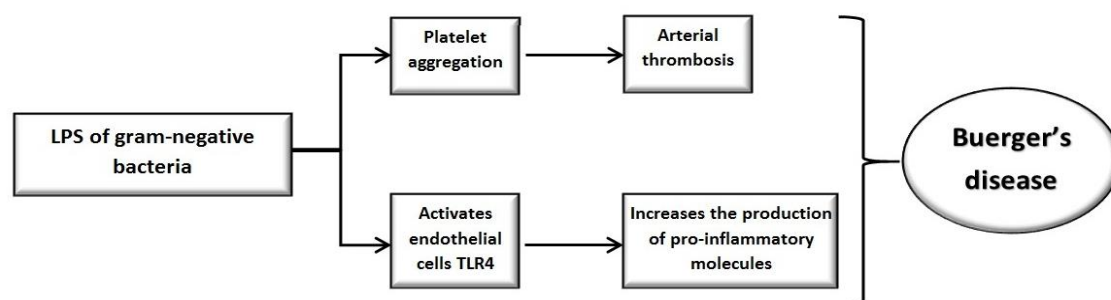 LPS of gram-negative
bacteria
Platelet
aggregation
Arterial
thrombosis
Activates
endothelial
cells TLR4
Increases the production
of pro-inflammatory
molecules
Buerger’s
disease